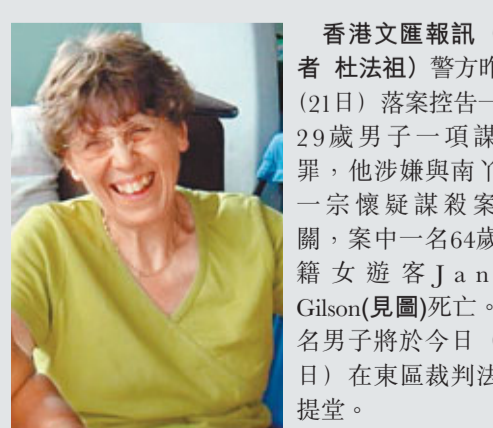 香港文匯報訊
者 杜法祖）警方昨
(21日）落案控告一
29歲男子一項謀
罪，他涉嫌與南丫
一宗懷疑謀殺案
關，案中一名64歲
籍女遊客Jan
Gilson(見圖)死亡。
名男子將於今日（
日）在東區裁判法
提堂。